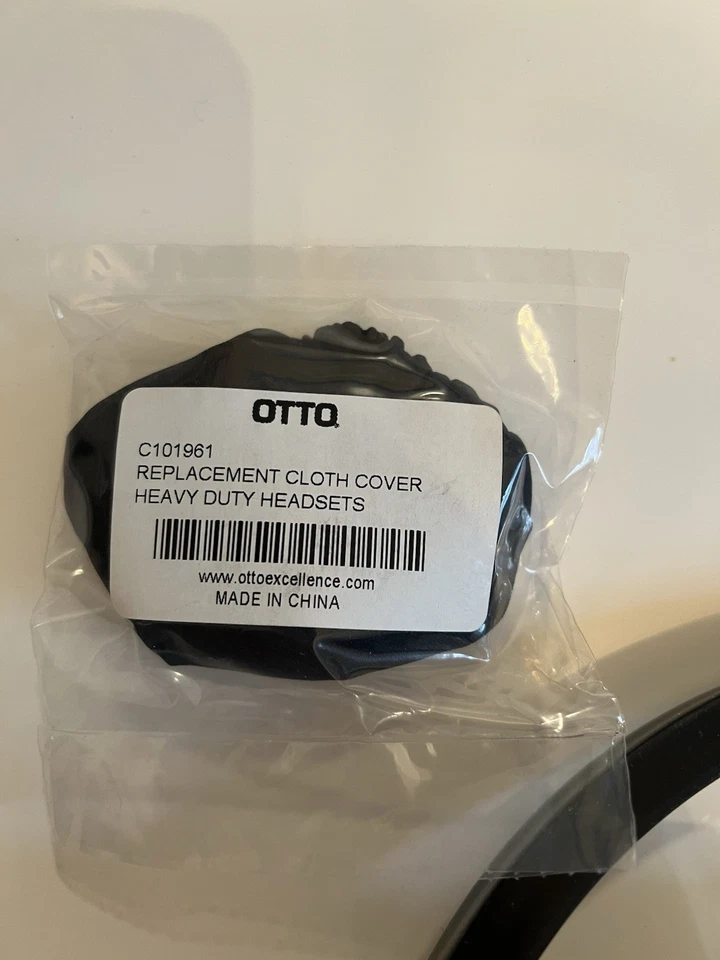 OTTO
C101961
REPLACEMENT CLOTH COVER
HEAVY DUTY HEADSETS
www.ottoexcellence.com
MADE IN CHINA